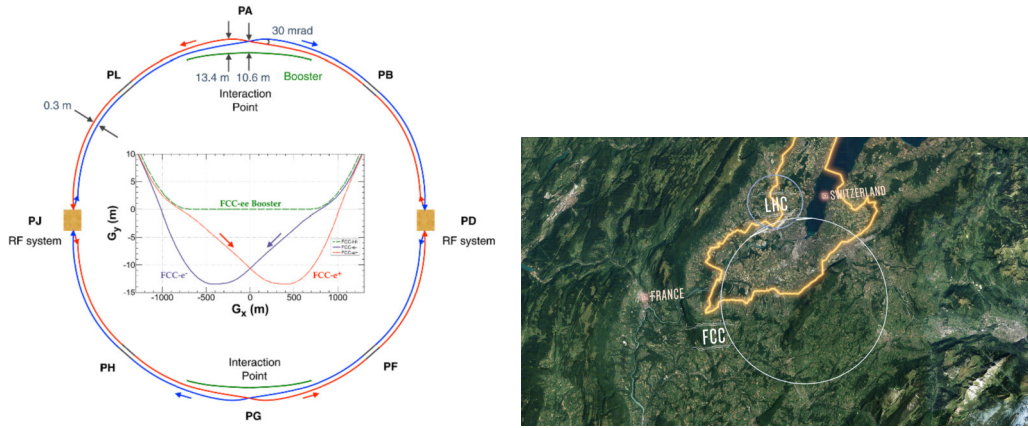 PA
30 mrad
PL
PB
13.4 m
10.6 m
Booster
Interaction
Point
0.3 m
10
5
0
-5
-10
-15
G_y (m)
FCC-ee Booster
FCC-e⁻
FCC-e⁺
-1000
-500
0
500
1000
G_x (m)
PJ
RF system
PD
RF system
PH
PF
Interaction
Point
PG
LHC
SWITZERLAND
FRANCE
FCC